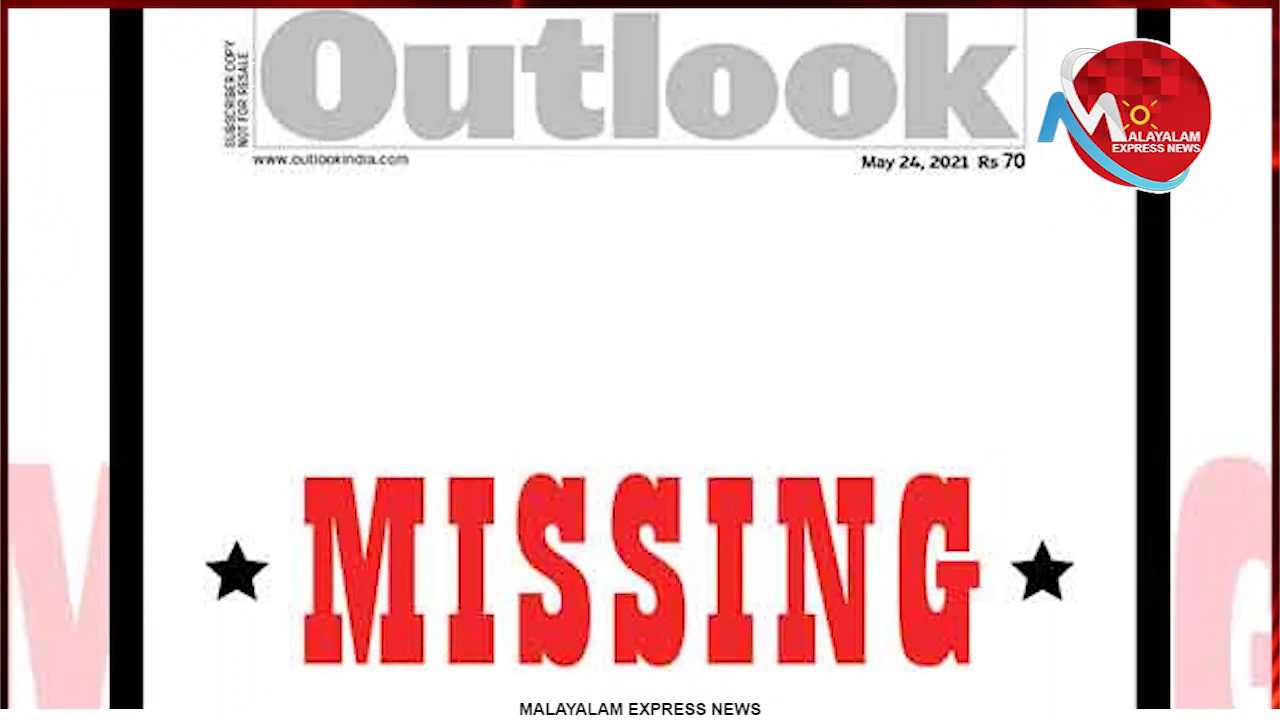 SUBSCRIBER COPY
NOT FOR RESALE
Outlook
www.outlookindia.com
May 24, 2021 Rs 70
MALAYALAM
EXPRESS NEWS
MISSING
MALAYALAM EXPRESS NEWS